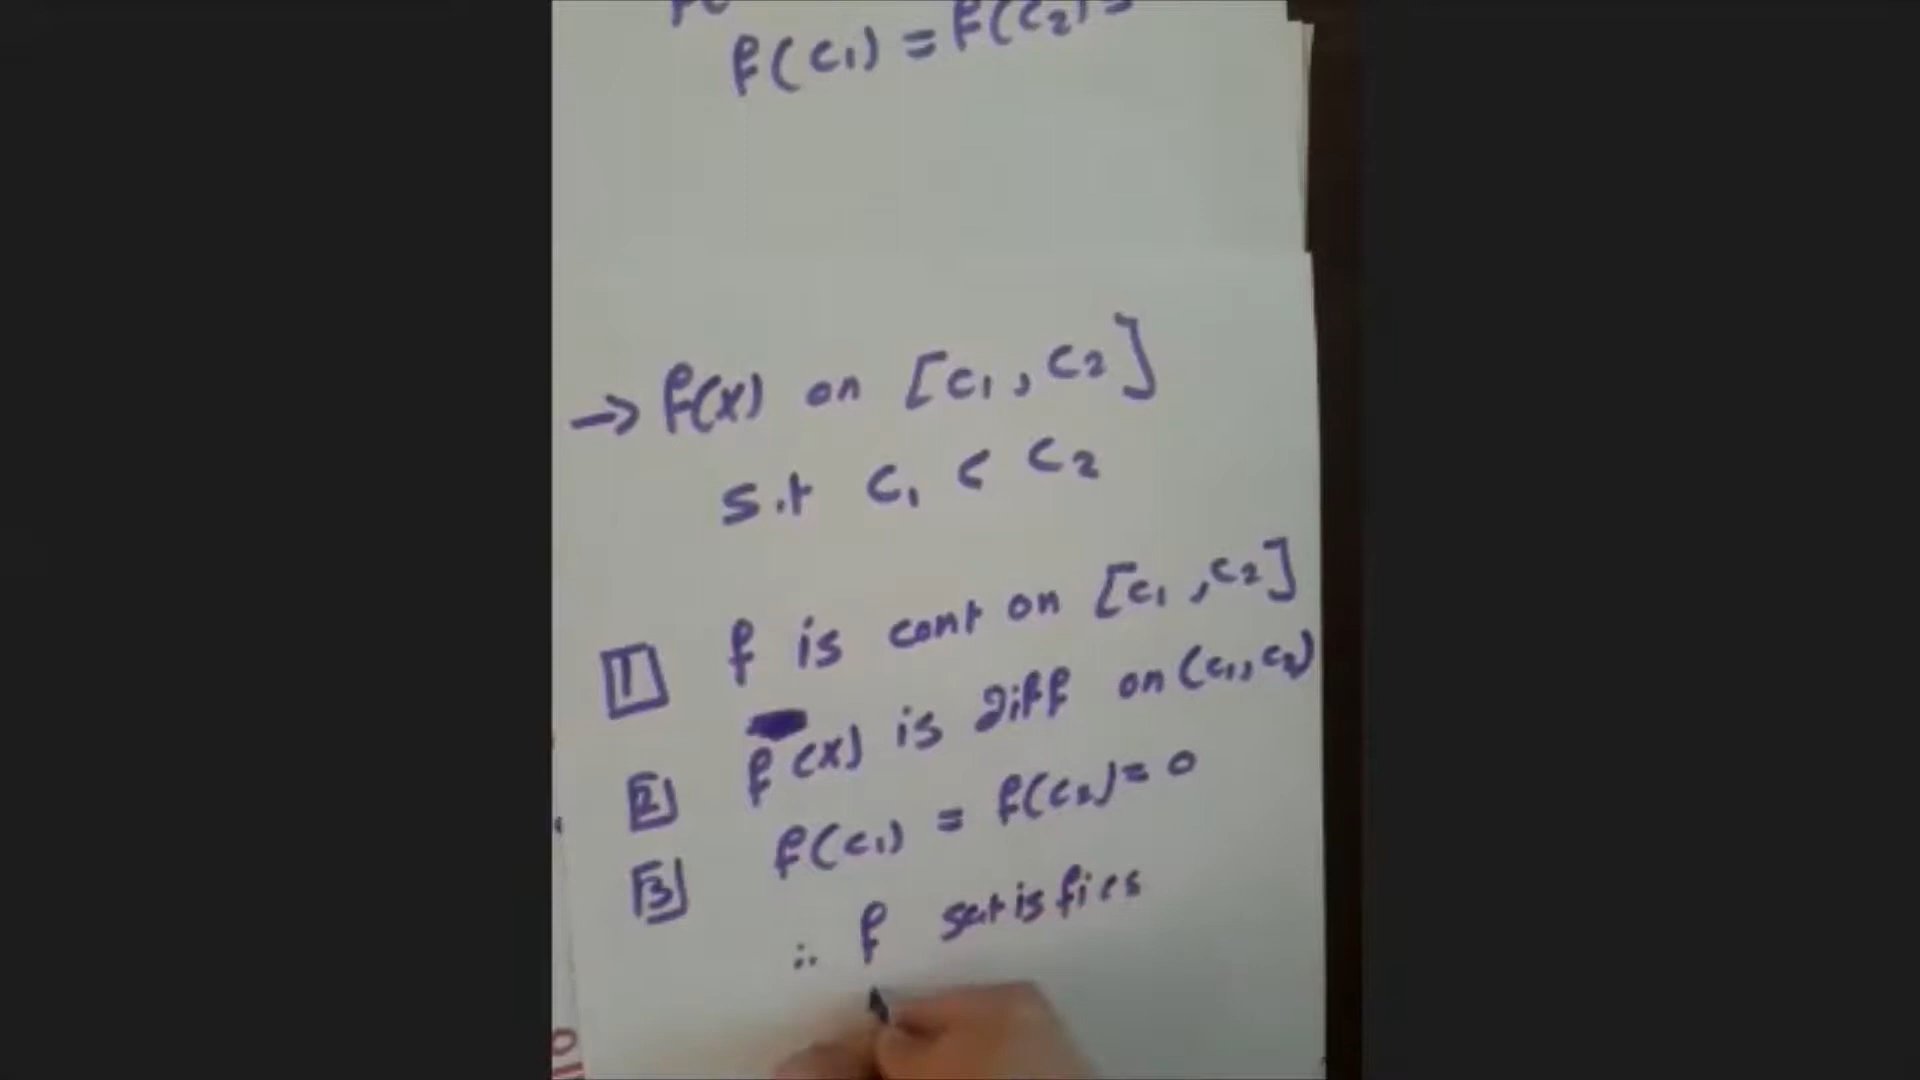 f(c₁) = f(c₂) =
→ f(x) on [c₁, c₂]
s.t c₁ < c₂
1 f is cont on [c₁, c₂]
2 f(x) is diff on (c₁, c₂)
3 f(c₁) = f(c₂) = 0
∴ f satisfies